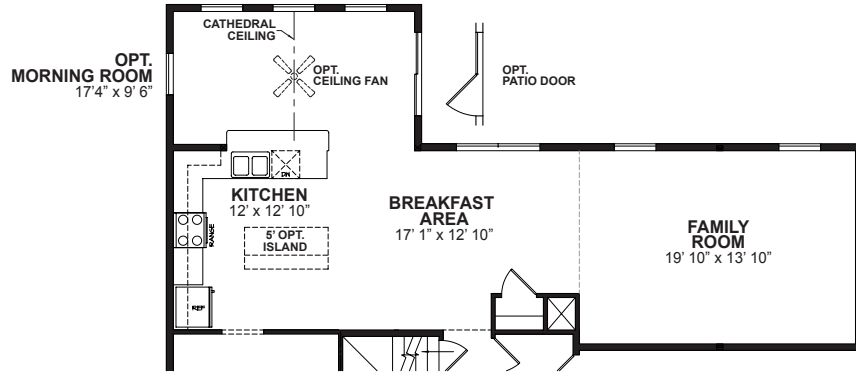 CATHEDRAL
CEILING
OPT.
MORNING ROOM
17'4" x 9' 6"
OPT.
CEILING FAN
OPT.
PATIO DOOR
DN
KITCHEN
12' x 12' 10"
RANGE
5' OPT.
ISLAND
REF
BREAKFAST
AREA
17' 1" x 12' 10"
FAMILY
ROOM
19' 10" x 13' 10"